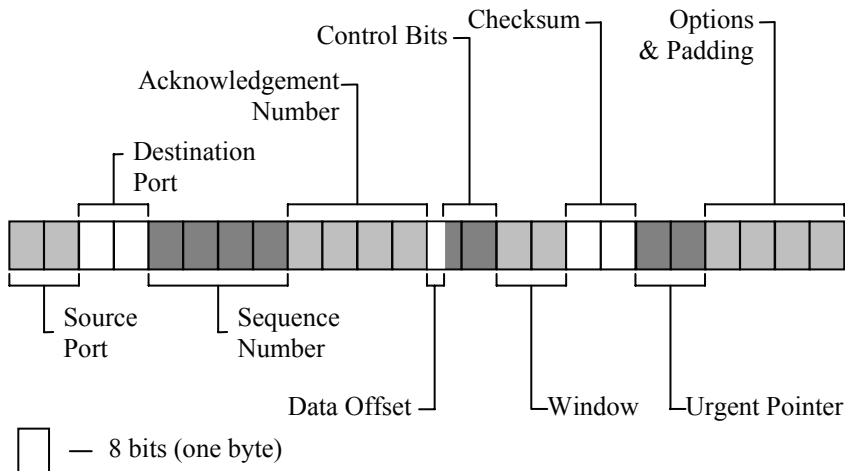 Checksum
Options
& Padding
Control Bits
Acknowledgement
Number
Destination
Port
Source
Port
Sequence
Number
Data Offset
Window
Urgent Pointer
— 8 bits (one byte)